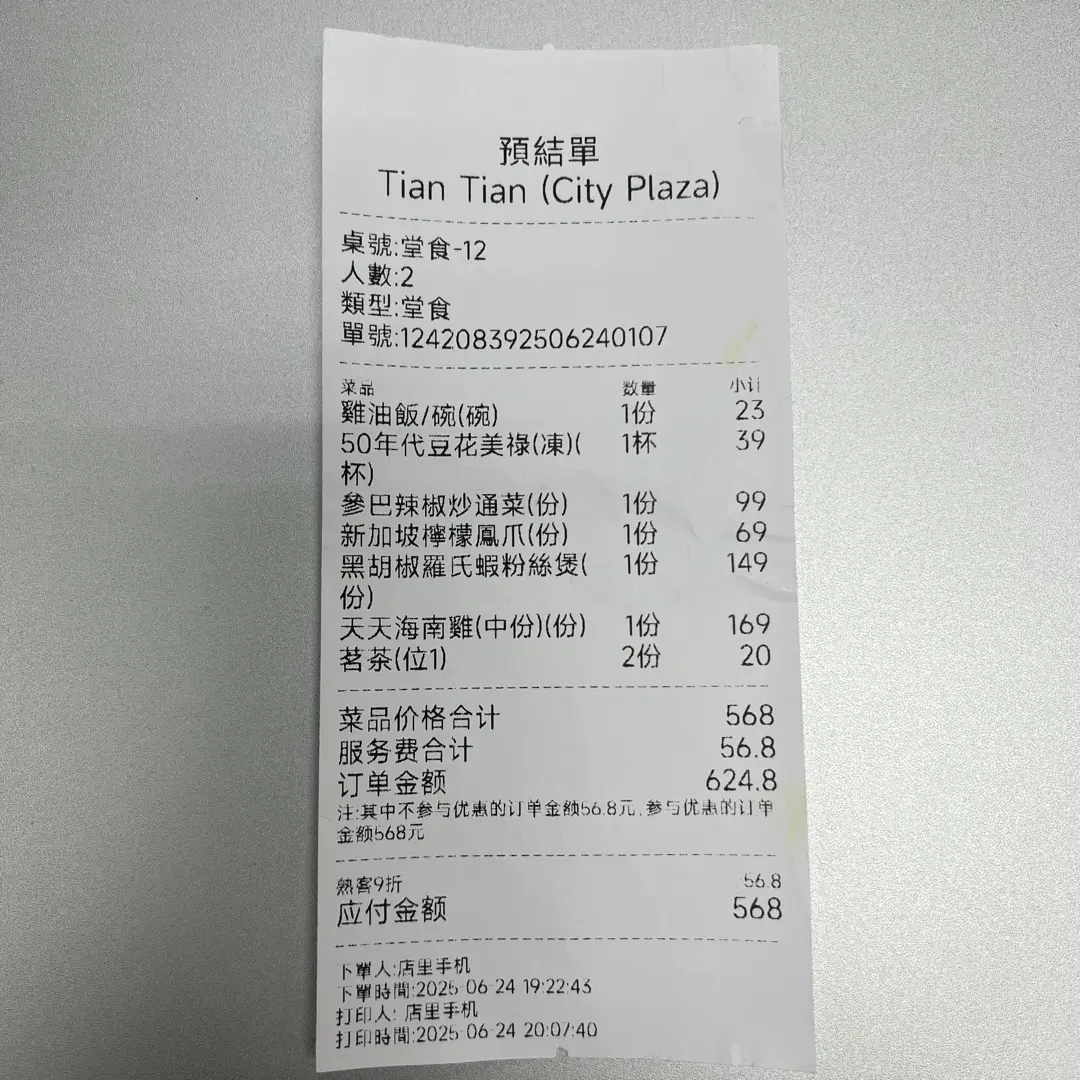 預結單
Tian Tian (City Plaza)
桌號:堂食-12
人數:2
類型:堂食
單號:124208392506240107
菜品 数量 小计
雞油飯/碗(碗) 1份 23
50年代豆花美祿(凍)( 1杯 39
杯)
參巴辣椒炒通菜(份) 1份 99
新加坡檸檬鳳爪(份) 1份 69
黑胡椒羅氏蝦粉絲煲( 1份 149
份)
天天海南雞(中份)(份) 1份 169
茗茶(位1) 2份 20
菜品价格合计 568
服务费合计 56.8
订单金额 624.8
注:其中不参与优惠的订单金额56.8元,参与优惠的订单
金额568元
熟客9折 -56.8
应付金额 568
下單人:店里手机
下單時間:2025-06-24 19:22:43
打印人: 店里手机
打印時間:2025-06-24 20:07:40